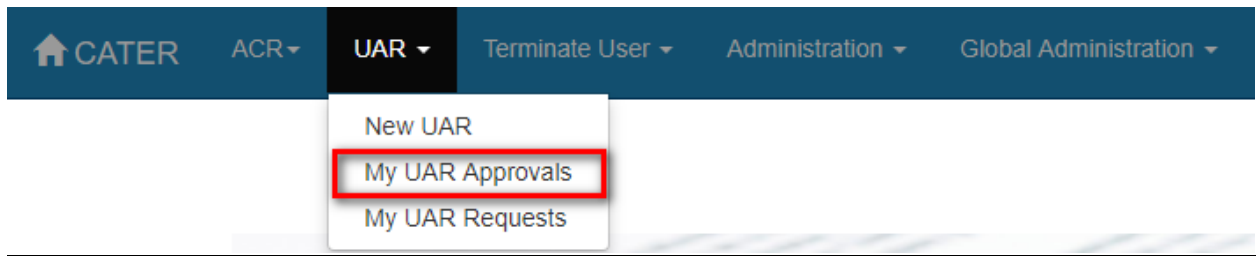 CATER ACR UAR Terminate User Administration Global Administration
New UAR
My UAR Approvals
My UAR Requests